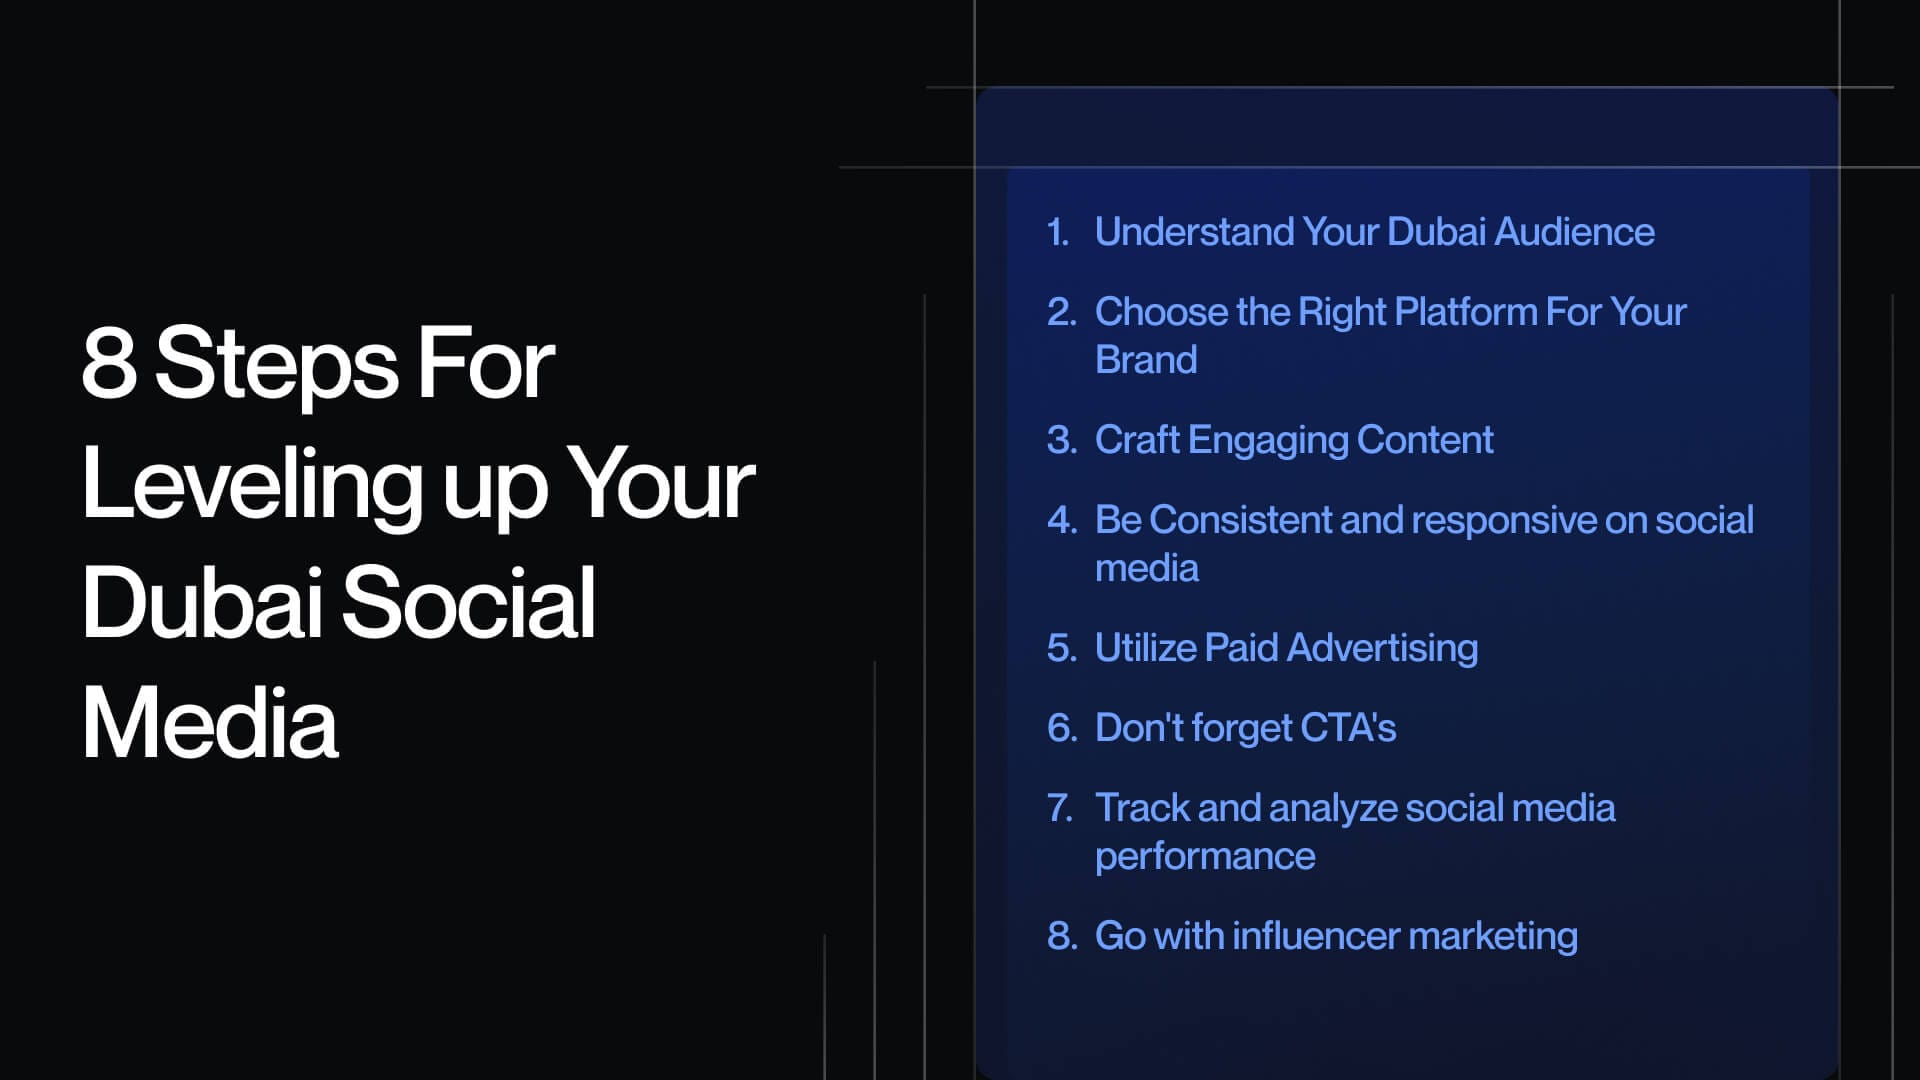 8 Steps For
Leveling up Your
Dubai Social
Media
1. Understand Your Dubai Audience
2. Choose the Right Platform For Your
Brand
3. Craft Engaging Content
4. Be Consistent and responsive on social
media
5. Utilize Paid Advertising
6. Don't forget CTA's
7. Track and analyze social media
performance
8. Go with influencer marketing